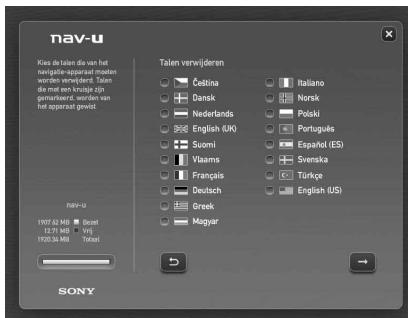 nav-u
Kies de talen die van het
navigatie-apparaat moeten
worden verwijderd. Talen
die met een kruisje zijn
gemarkeerd, worden van
het apparaat gewist.
Talen verwijderen
Čeština
Dansk
Nederlands
English (UK)
Suomi
Vlaams
Français
Deutsch
Greek
Magyar
Italiano
Norsk
Polski
Português
Español (ES)
Svenska
Türkçe
English (US)
nav-u
1907.62 MB Bezet
12.71 MB Vrij
1920.34 MB Totaal
SONY